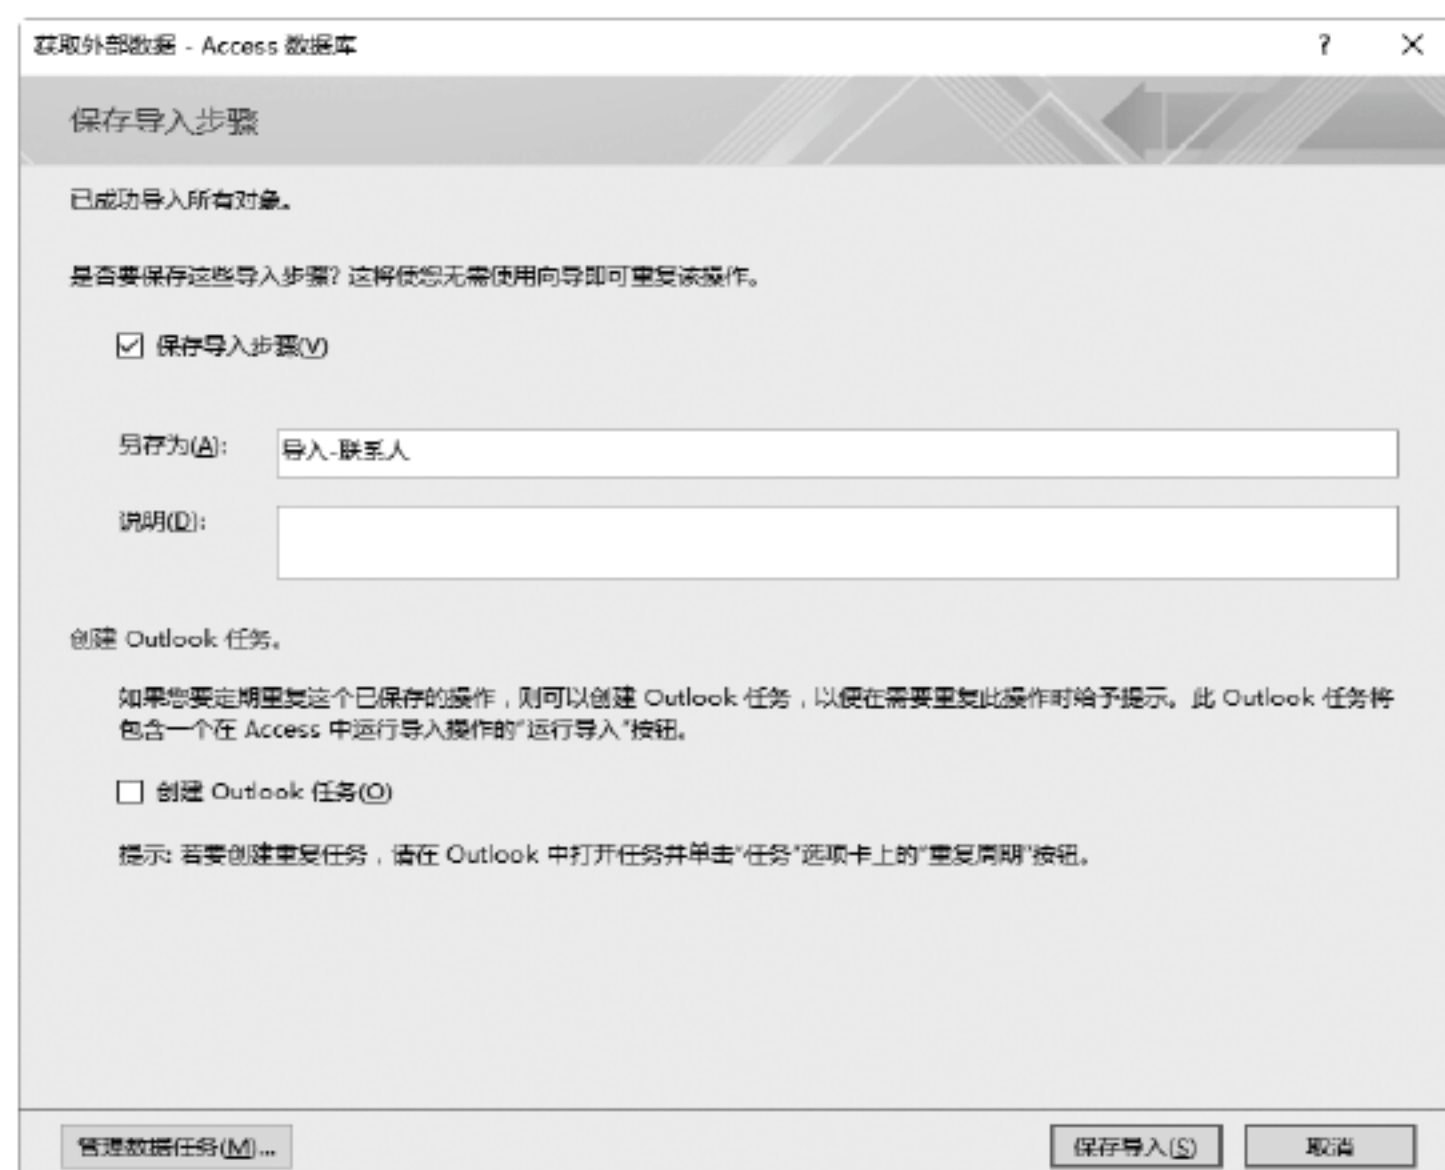 获取外部数据 - Access 数据库
? ×
保存导入步骤
已成功导入所有对象。
是否要保存这些导入步骤? 这将使您无需使用向导即可重复该操作。
保存导入步骤(V)
另存为(A): 导入-联系人
说明(D):
创建 Outlook 任务。
如果您要定期重复这个已保存的操作，则可以创建 Outlook 任务，以便在需要重复此操作时给予提示。此 Outlook 任务将
包含一个在 Access 中运行导入操作的"运行导入"按钮。
创建 Outlook 任务(O)
提示: 若要创建重复任务，请在 Outlook 中打开任务并单击"任务"选项卡上的"重复周期"按钮。
管理数据任务(M)... 保存导入(S) 取消